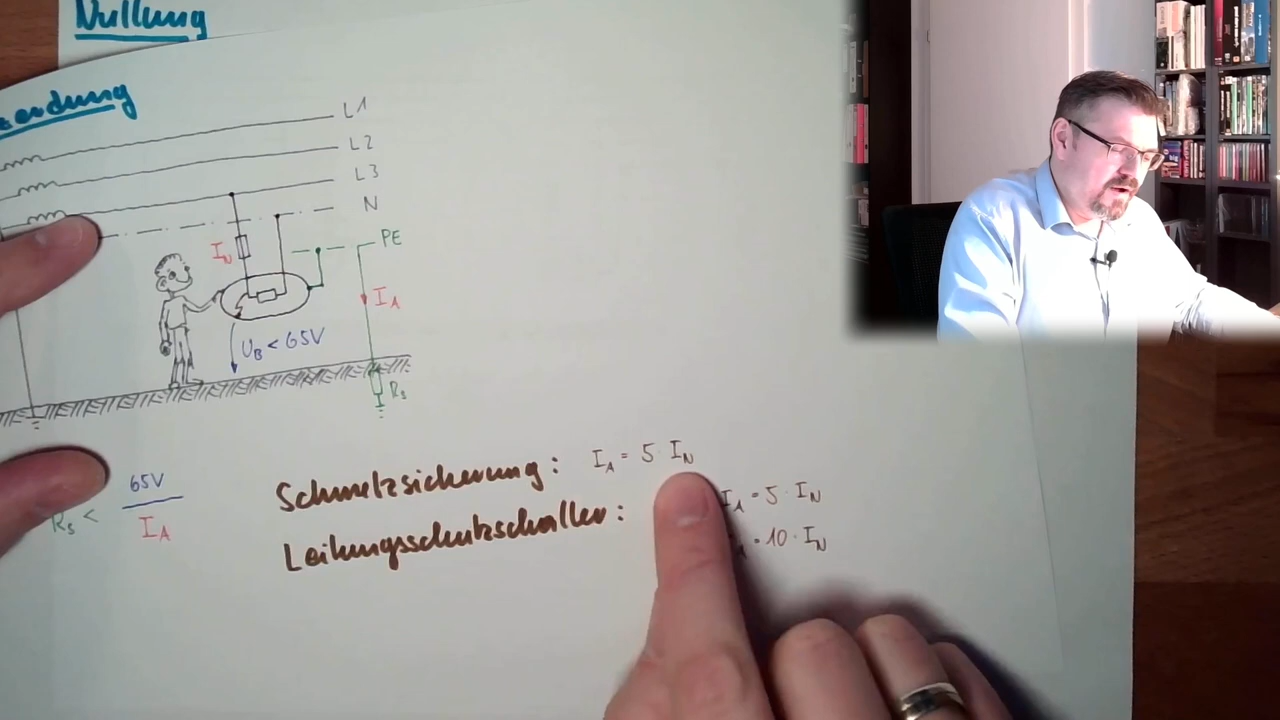 Nullung
L1
L2
L3
N
PE
I_N
I_A
U_B < 65V
R_s
R_s < 65V / I_A
Schmelzsicherung: I_A = 5 · I_N
Leitungsschutzschalter: I_A = 5 · I_N
= 10 · I_N